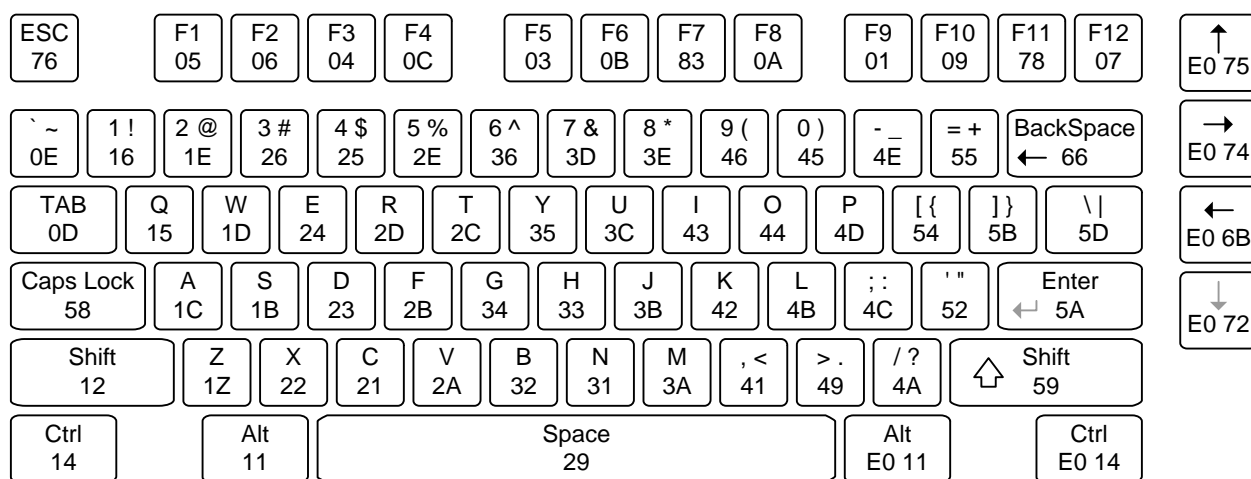 ESC F1 F2 F3 F4 F5 F6 F7 F8 F9 F10 F11 F12 ↑
76 05 06 04 0C 03 0B 83 0A 01 09 78 07 E0 75
` ~ 1 ! 2 @ 3 # 4 $ 5 % 6 ^ 7 & 8 * 9 ( 0 ) - _ = + BackSpace →
0E 16 1E 26 25 2E 36 3D 3E 46 45 4E 55 ← 66 E0 74
TAB Q W E R T Y U I O P [ { ] } \ | ←
0D 15 1D 24 2D 2C 35 3C 43 44 4D 54 5B 5D E0 6B
Caps Lock A S D F G H J K L ; : ' " Enter ↓
58 1C 1B 23 2B 34 33 3B 42 4B 4C 52 ↵ 5A E0 72
Shift Z X C V B N M , < > . / ? ⇧ Shift
12 1Z 22 21 2A 32 31 3A 41 49 4A 59
Ctrl Alt Space Alt Ctrl
14 11 29 E0 11 E0 14